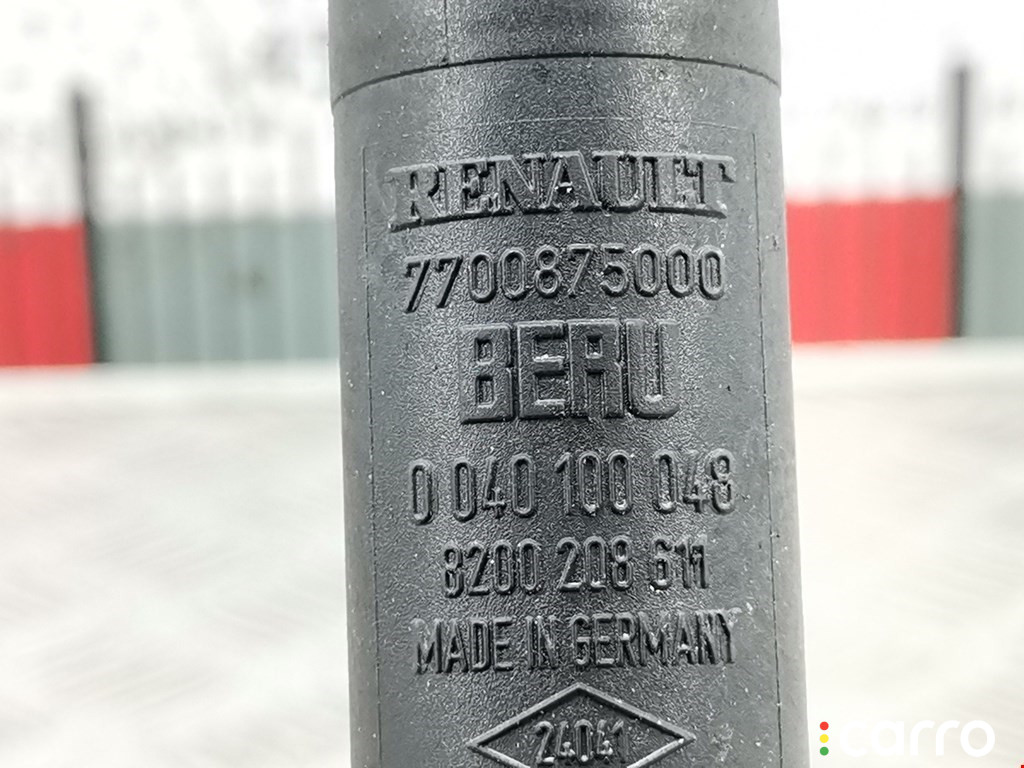 RENAULT
7700875000
BERU
0 040 100 048
8200 208 611
MADE IN GERMANY
24041
carro